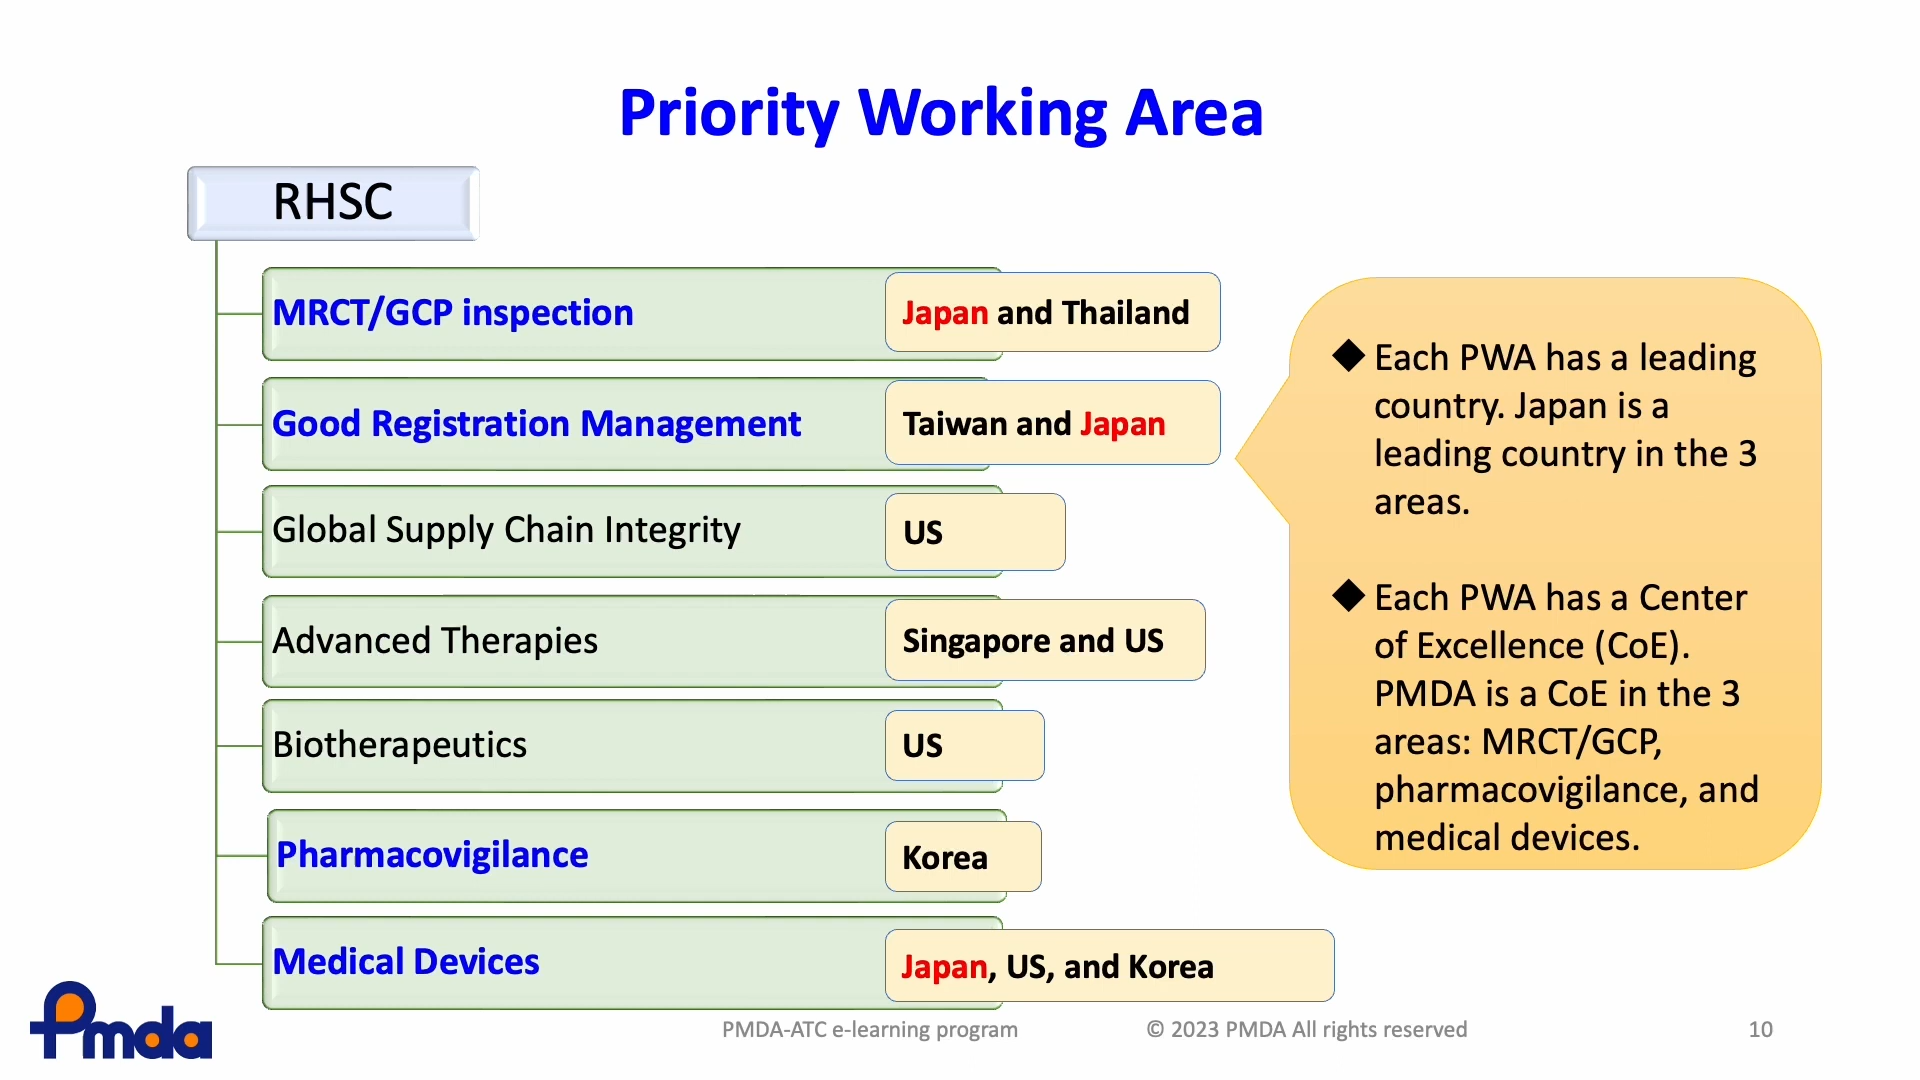 Priority Working Area
RHSC
MRCT/GCP inspection
Japan and Thailand
Good Registration Management
Taiwan and Japan
Global Supply Chain Integrity
US
Advanced Therapies
Singapore and US
Biotherapeutics
US
Pharmacovigilance
Korea
Medical Devices
Japan, US, and Korea
◆ Each PWA has a leading
country. Japan is a
leading country in the 3
areas.
◆ Each PWA has a Center
of Excellence (CoE).
PMDA is a CoE in the 3
areas: MRCT/GCP,
pharmacovigilance, and
medical devices.
Pmda
PMDA-ATC e-learning program
© 2023 PMDA All rights reserved
10